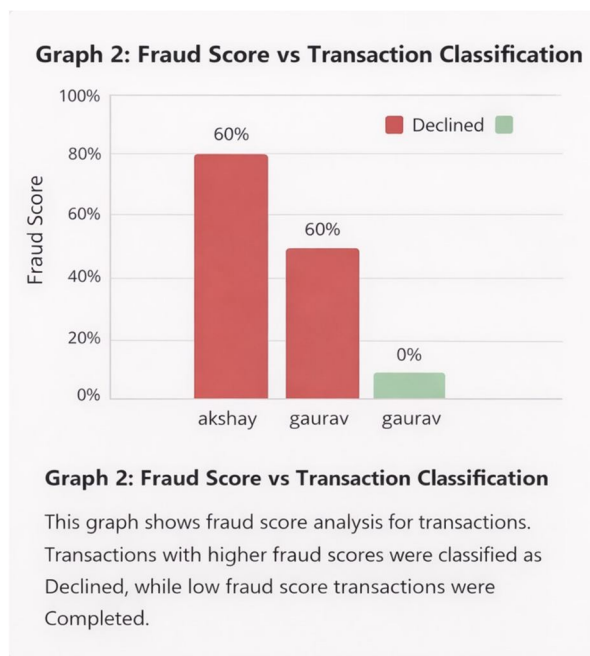 Graph 2: Fraud Score vs Transaction Classification
100%
80%
60%
40%
20%
0%
Fraud Score
Declined
60%
60%
0%
akshay gaurav gaurav
Graph 2: Fraud Score vs Transaction Classification
This graph shows fraud score analysis for transactions.
Transactions with higher fraud scores were classified as
Declined, while low fraud score transactions were
Completed.